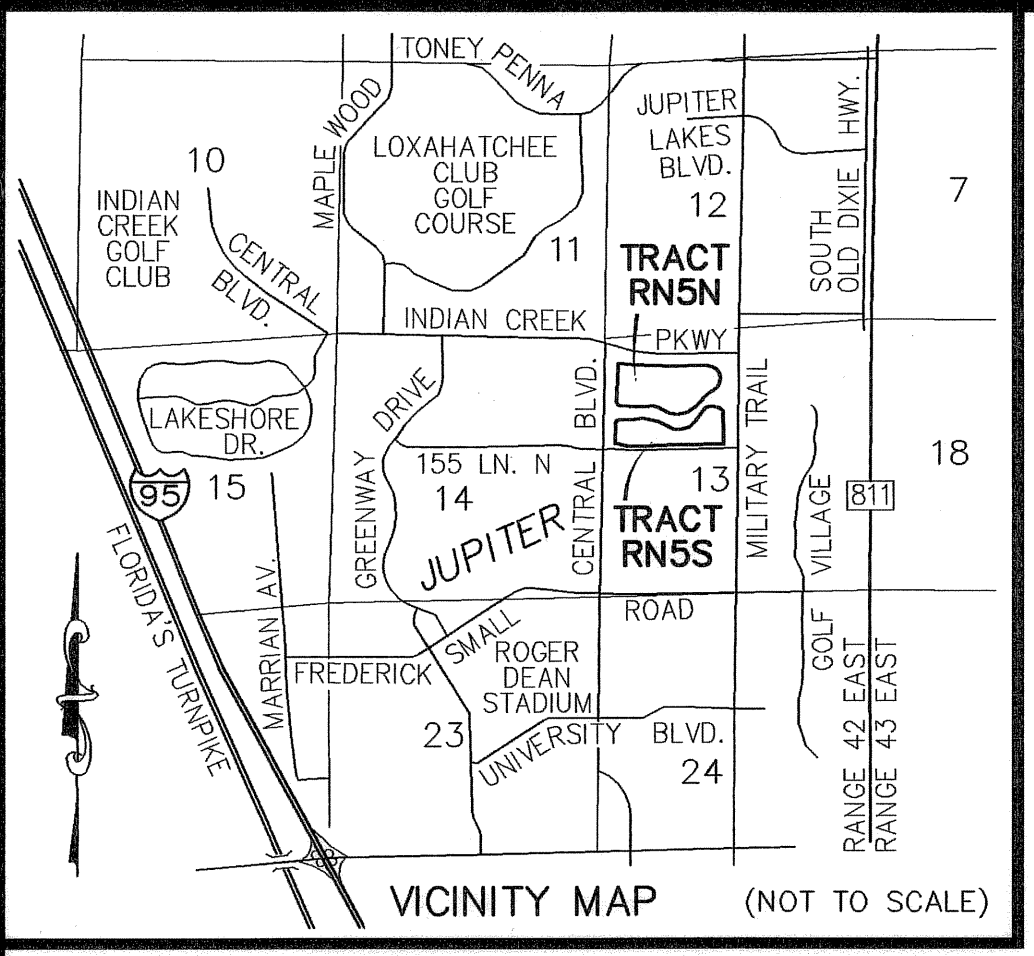 TONEY PENNA
MAPLE WOOD
JUPITER
LAKES
BLVD.
SOUTH
OLD DIXIE HWY.
10
LOXAHATCHEE
CLUB
GOLF
COURSE
12
7
INDIAN
CREEK
GOLF
CLUB
CENTRAL
BLVD.
11
TRACT
RN5N
INDIAN CREEK
PKWY
LAKESHORE
DR.
DRIVE
GREENWAY
BLVD.
CENTRAL
MILITARY TRAIL
155 LN. N
13
18
95
15
14
JUPITER
TRACT
RN5S
811
GOLF VILLAGE
FLORIDA'S TURNPIKE
MARRIAN AV.
FREDERICK SMALL ROAD
ROGER
DEAN
STADIUM
23
UNIVERSITY BLVD.
24
RANGE 42 EAST
RANGE 43 EAST
VICINITY MAP (NOT TO SCALE)